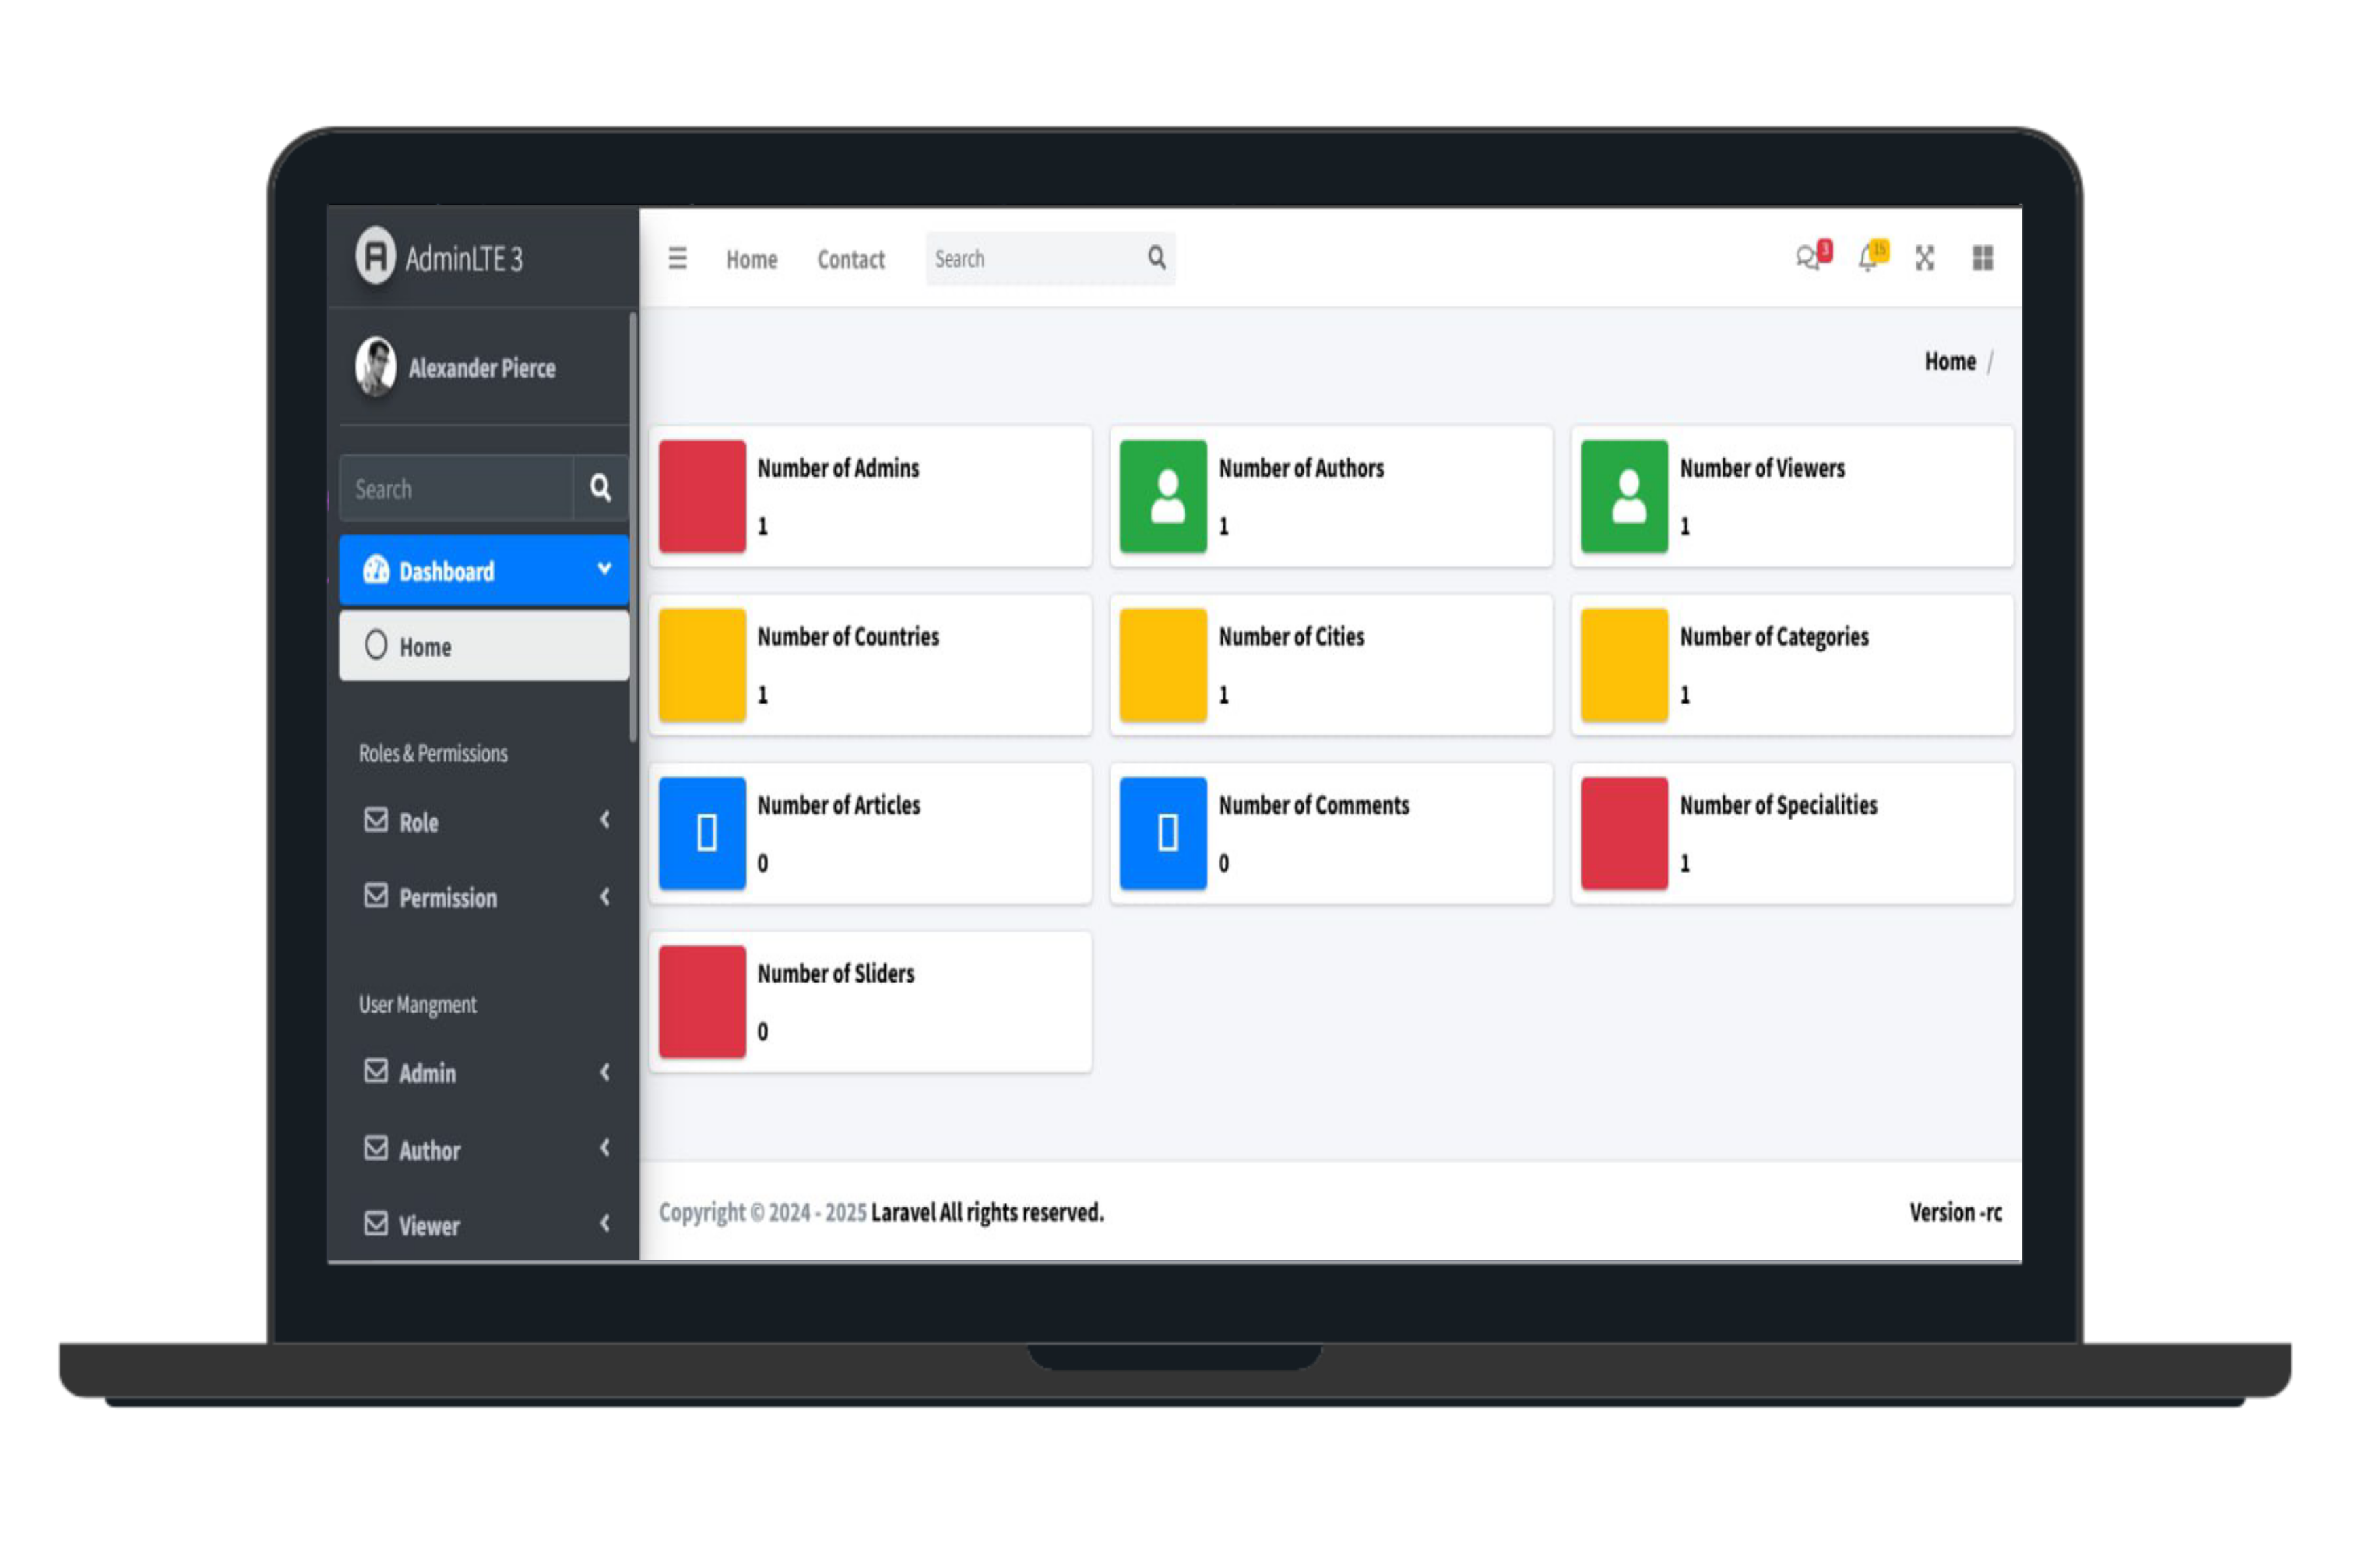 AdminLTE 3
Alexander Pierce
Search
Dashboard
Home
Roles & Permissions
Role
Permission
User Mangment
Admin
Author
Viewer
Home
Contact
Search
3
15
Home /
Number of Admins
1
Number of Authors
1
Number of Viewers
1
Number of Countries
1
Number of Cities
1
Number of Categories
1
Number of Articles
0
Number of Comments
0
Number of Specialities
1
Number of Sliders
0
Copyright © 2024 - 2025 Laravel All rights reserved.
Version -rc